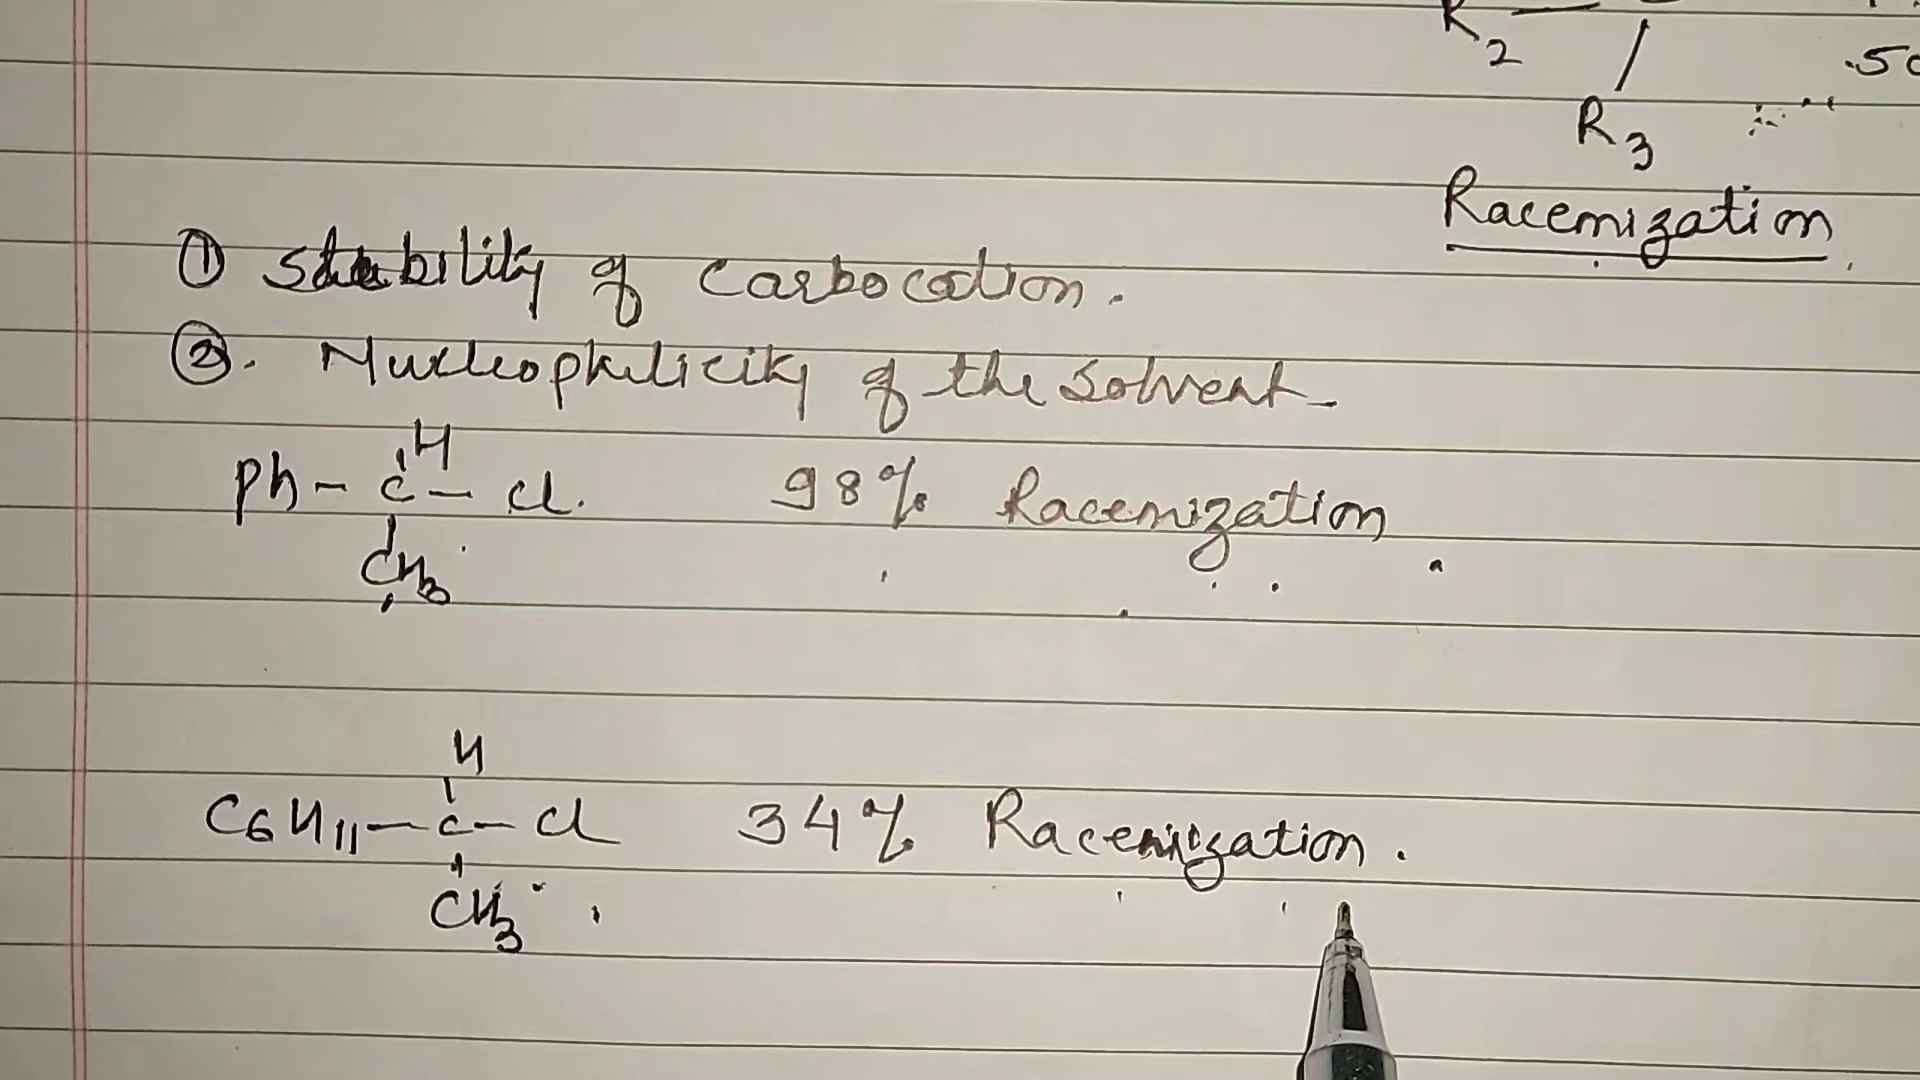 R2
.50
R3
Racemization
① Stability of Carbocation.
②. Nucleophilicity of the Solvent.
H
Ph - C - Cl. 98% Racemization
CH3
H
C6H11 - C - Cl 34% Racemization.
CH3